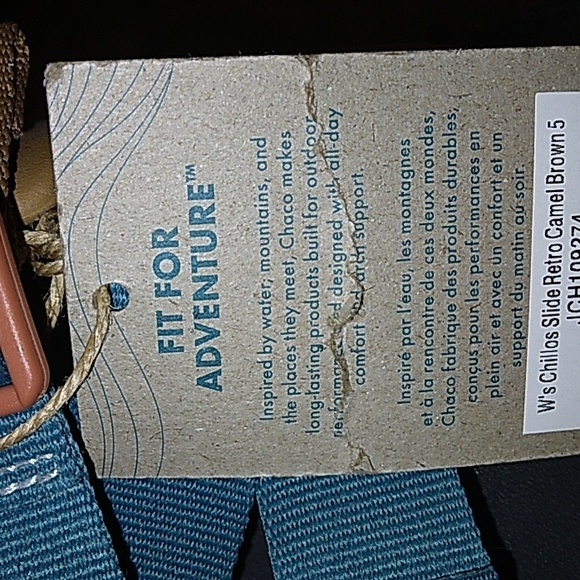 FIT FOR
ADVENTURE™
Inspired by water, mountains, and
the places they meet, Chaco makes
long-lasting products built for outdoor
performance and designed with all-day
comfort and arch support.
Inspiré par l'eau, les montagnes
et à la rencontre de ces deux mondes,
Chaco fabrique des produits durables,
conçus pour les performances en
plein air et avec un confort et un
support du matin au soir.
W's Chillos Slide Retro Camel Brown 5